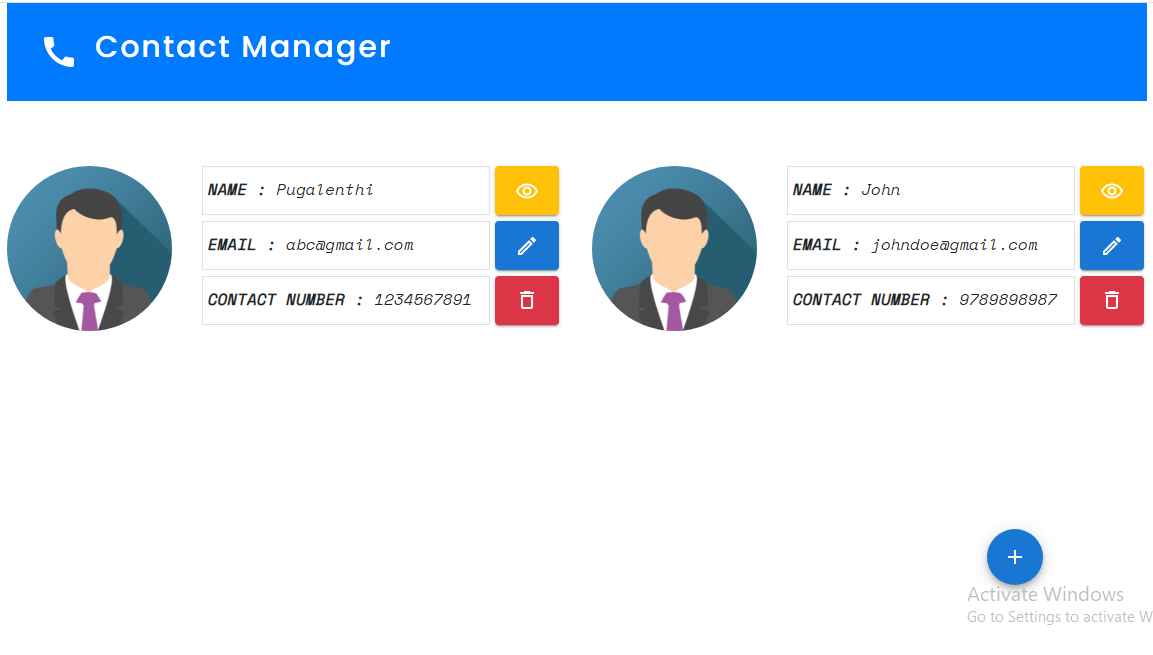 Contact Manager
NAME : Pugalenthi
EMAIL : abc@gmail.com
CONTACT NUMBER : 1234567891
NAME : John
EMAIL : johndoe@gmail.com
CONTACT NUMBER : 9789898987
Activate Windows
Go to Settings to activate W